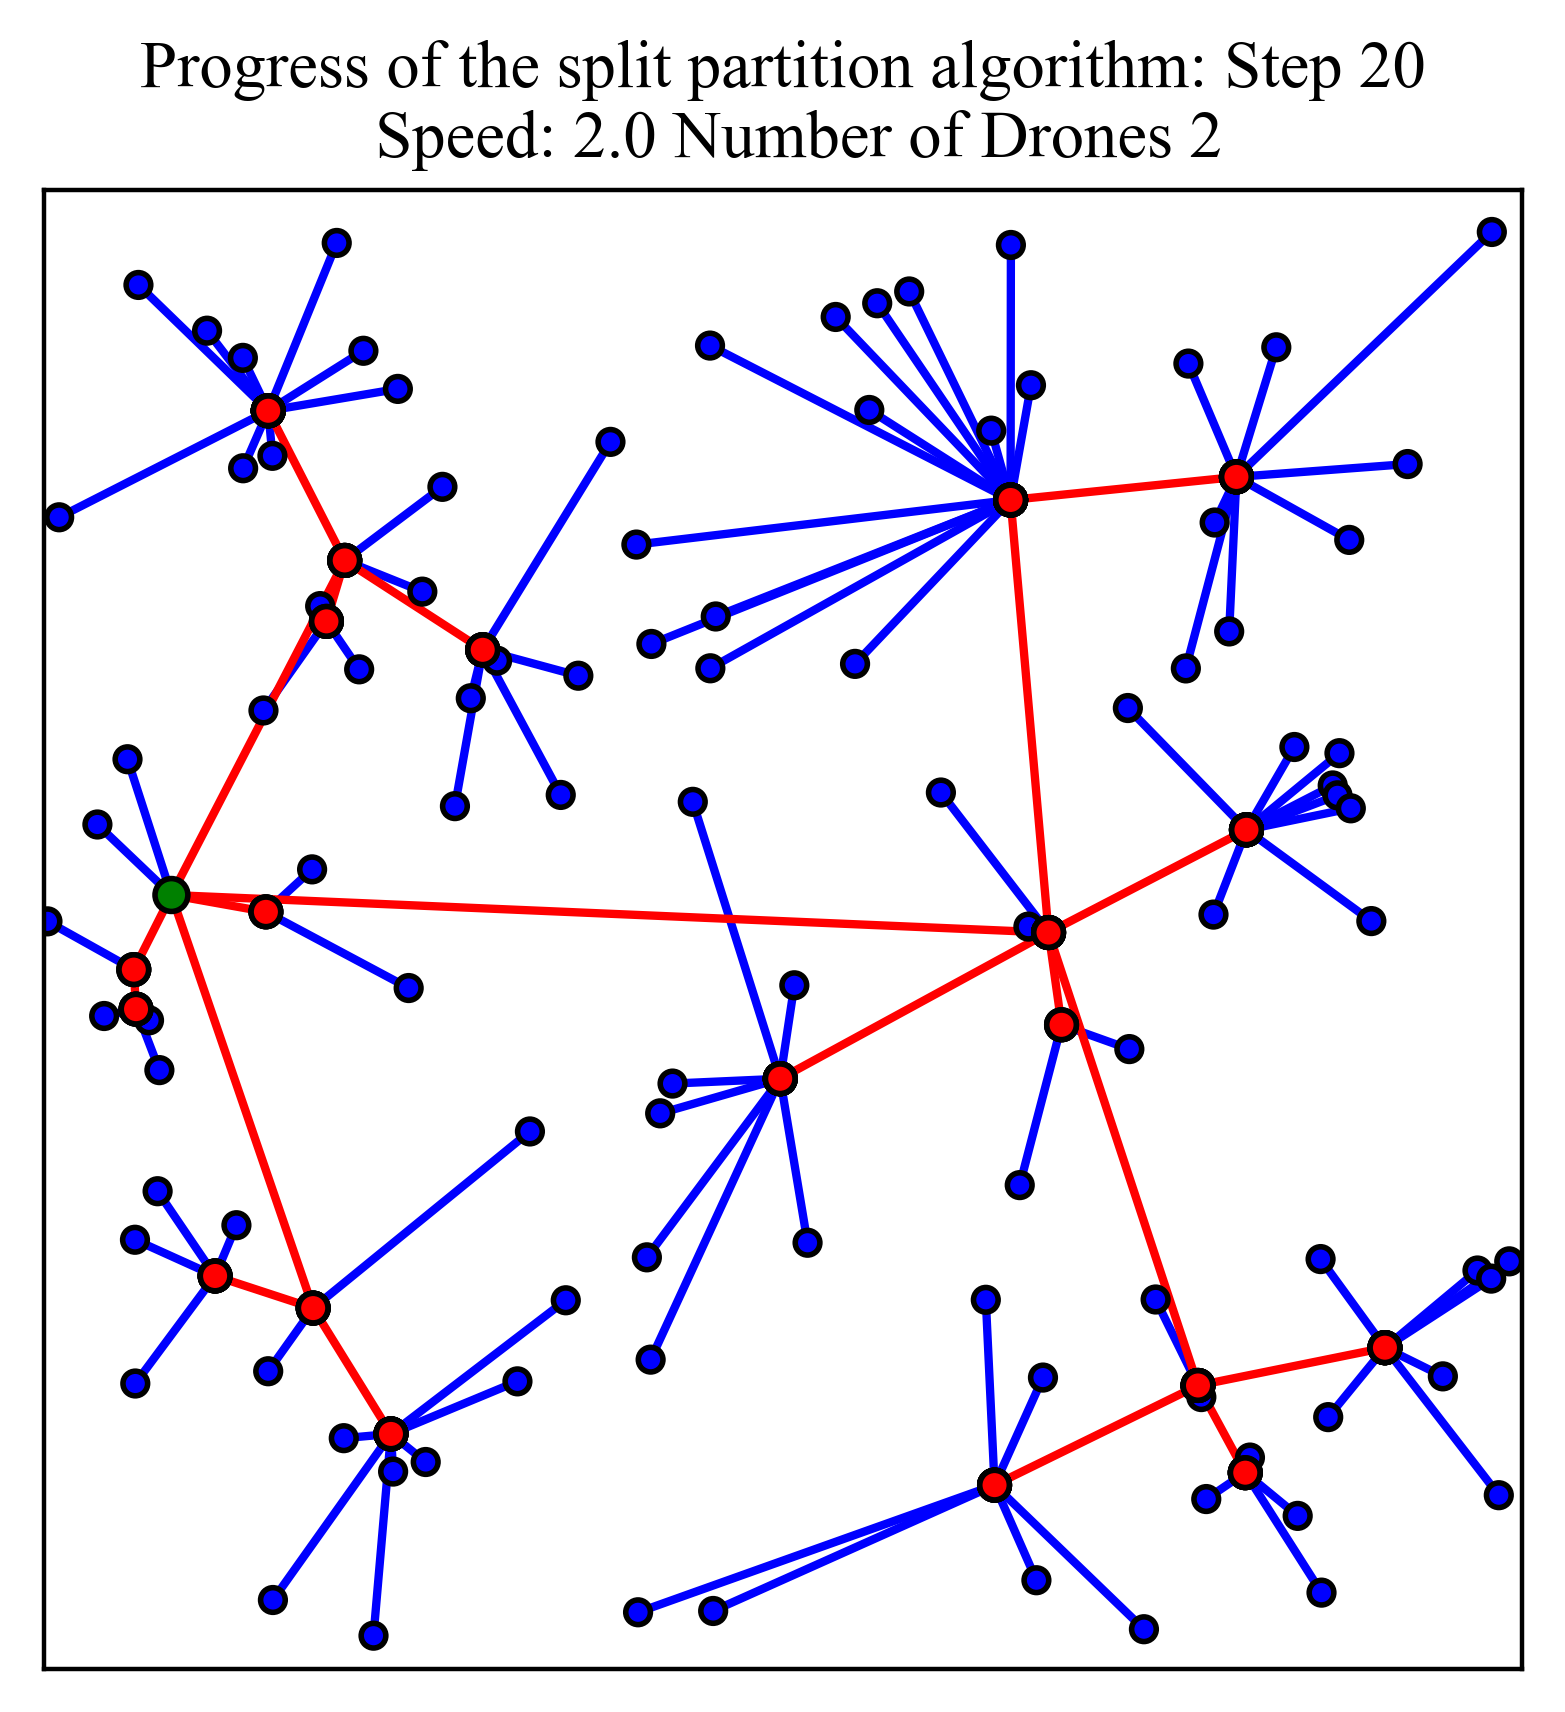 Progress of the split partition algorithm: Step 20
Speed: 2.0 Number of Drones 2